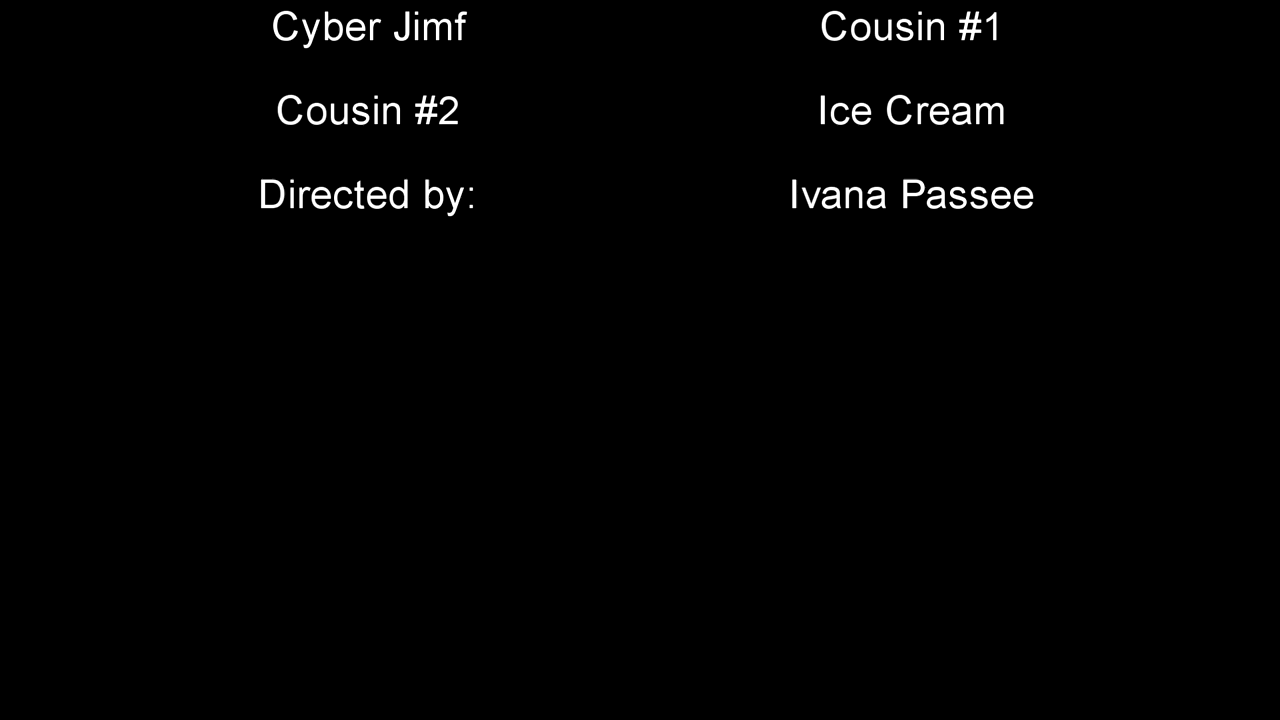 Cyber Jimf Cousin #1
Cousin #2 Ice Cream
Directed by: Ivana Passee